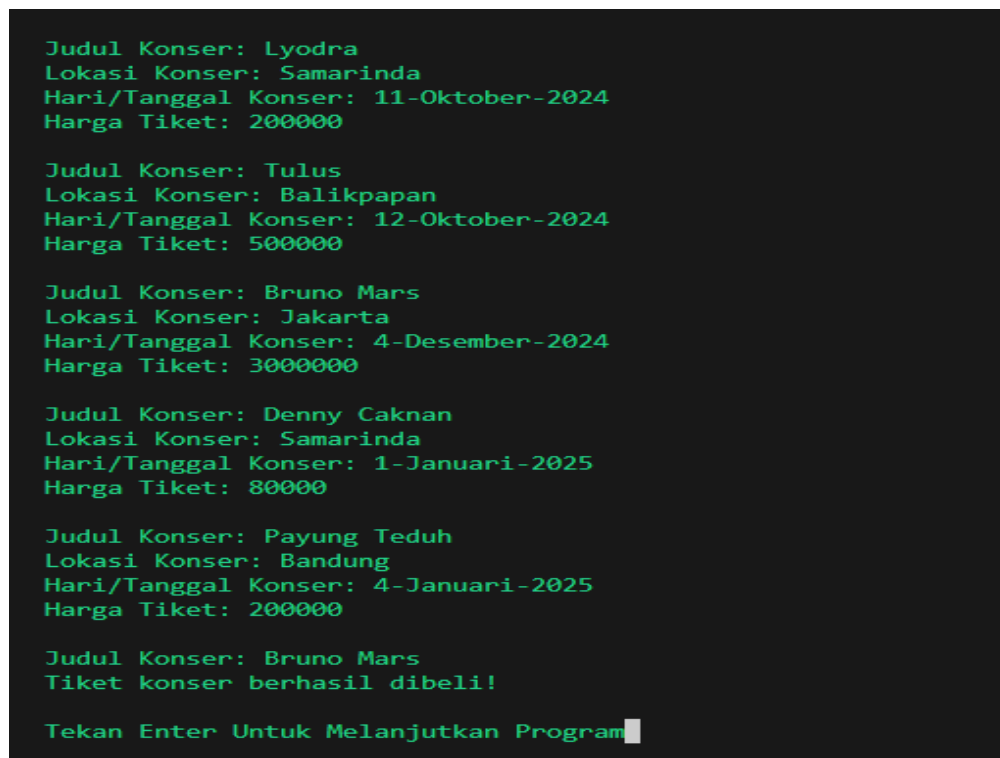 Judul Konser: Lyodra
Lokasi Konser: Samarinda
Hari/Tanggal Konser: 11-Oktober-2024
Harga Tiket: 200000
Judul Konser: Tulus
Lokasi Konser: Balikpapan
Hari/Tanggal Konser: 12-Oktober-2024
Harga Tiket: 500000
Judul Konser: Bruno Mars
Lokasi Konser: Jakarta
Hari/Tanggal Konser: 4-Desember-2024
Harga Tiket: 3000000
Judul Konser: Denny Caknan
Lokasi Konser: Samarinda
Hari/Tanggal Konser: 1-Januari-2025
Harga Tiket: 80000
Judul Konser: Payung Teduh
Lokasi Konser: Bandung
Hari/Tanggal Konser: 4-Januari-2025
Harga Tiket: 200000
Judul Konser: Bruno Mars
Tiket konser berhasil dibeli!
Tekan Enter Untuk Melanjutkan Program